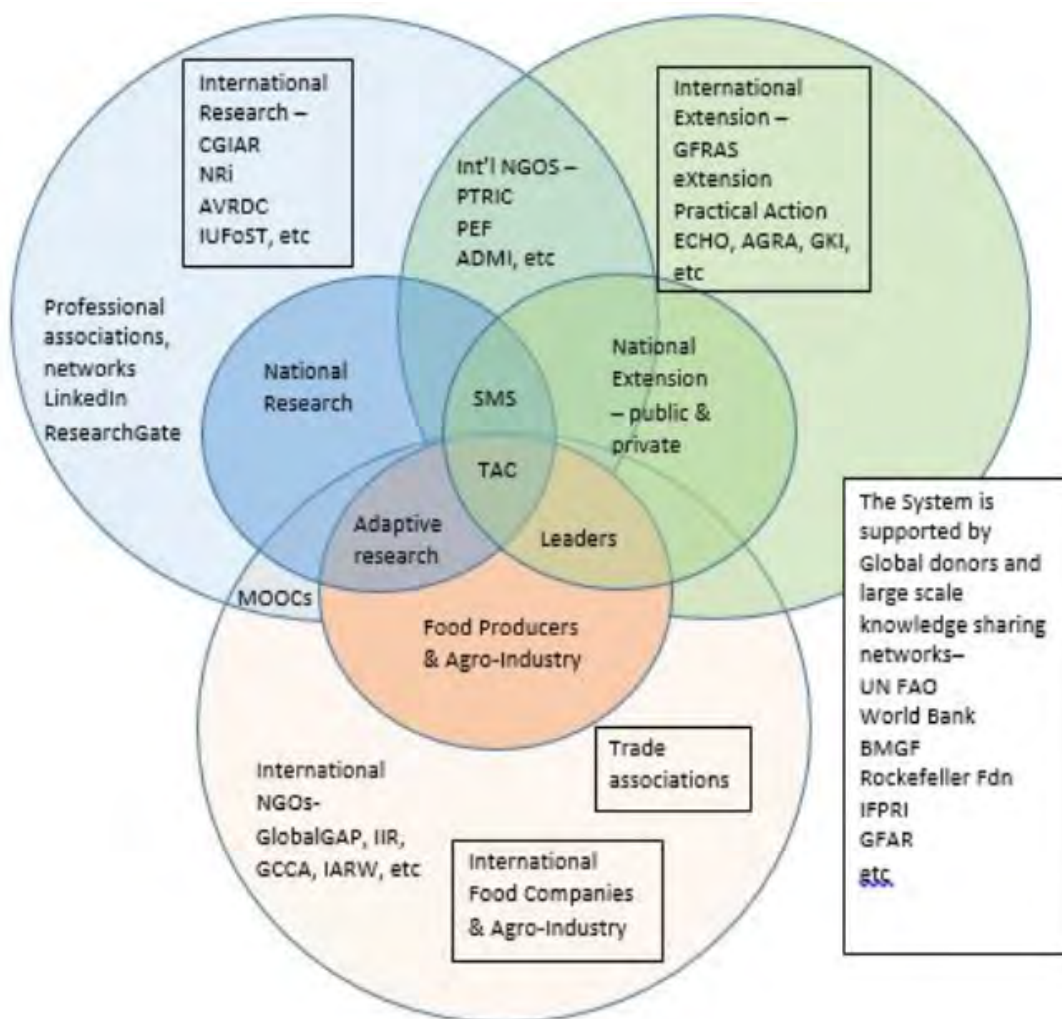 International
Research –
CGIAR
NRi
AVRDC
IUFoST, etc
Int'l NGOS –
PTRIC
PEF
ADMI, etc
International
Extension –
GFRAS
eXtension
Practical Action
ECHO, AGRA, GKI,
etc
Professional
associations,
networks
LinkedIn
ResearchGate
National
Research
SMS
National
Extension
– public &
private
TAC
Adaptive
research
Leaders
MOOCs
Food Producers
& Agro-Industry
The System is
supported by
Global donors and
large scale
knowledge sharing
networks–
UN FAO
World Bank
BMGF
Rockefeller Fdn
IFPRI
GFAR
etc
Trade
associations
International
NGOs-
GlobalGAP, IIR,
GCCA, IARW, etc
International
Food Companies
& Agro-Industry